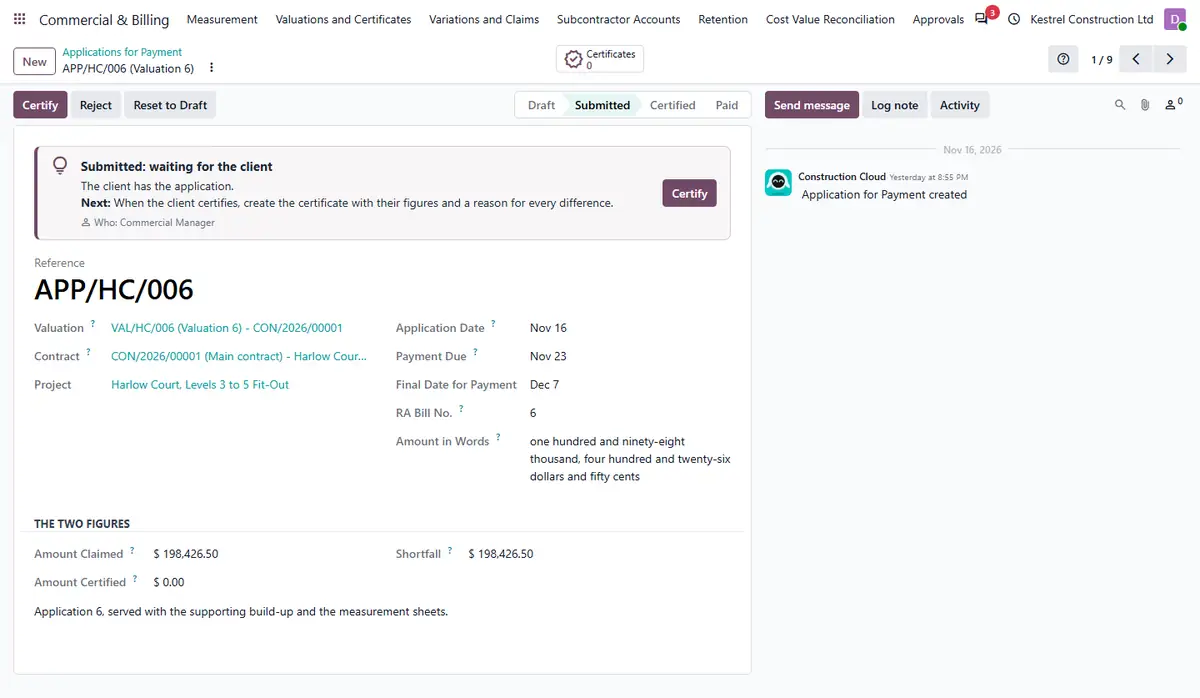 Commercial & Billing Measurement Valuations and Certificates Variations and Claims Subcontractor Accounts Retention Cost Value Reconciliation Approvals 3 Kestrel Construction Ltd D
New
Applications for Payment
APP/HC/006 (Valuation 6)
Certificates
0
1 / 9
Certify Reject Reset to Draft
Draft Submitted Certified Paid
Send message Log note Activity 0
Submitted: waiting for the client
The client has the application.
Next: When the client certifies, create the certificate with their figures and a reason for every difference.
Who: Commercial Manager
Certify
Nov 16, 2026
Construction Cloud Yesterday at 8:55 PM
Application for Payment created
Reference
APP/HC/006
Valuation ? VAL/HC/006 (Valuation 6) - CON/2026/00001
Contract ? CON/2026/00001 (Main contract) - Harlow Cour...
Project Harlow Court, Levels 3 to 5 Fit-Out
Application Date ? Nov 16
Payment Due ? Nov 23
Final Date for Payment Dec 7
RA Bill No. ? 6
Amount in Words ? one hundred and ninety-eight
thousand, four hundred and twenty-six
dollars and fifty cents
THE TWO FIGURES
Amount Claimed ? $ 198,426.50
Shortfall ? $ 198,426.50
Amount Certified ? $ 0.00
Application 6, served with the supporting build-up and the measurement sheets.